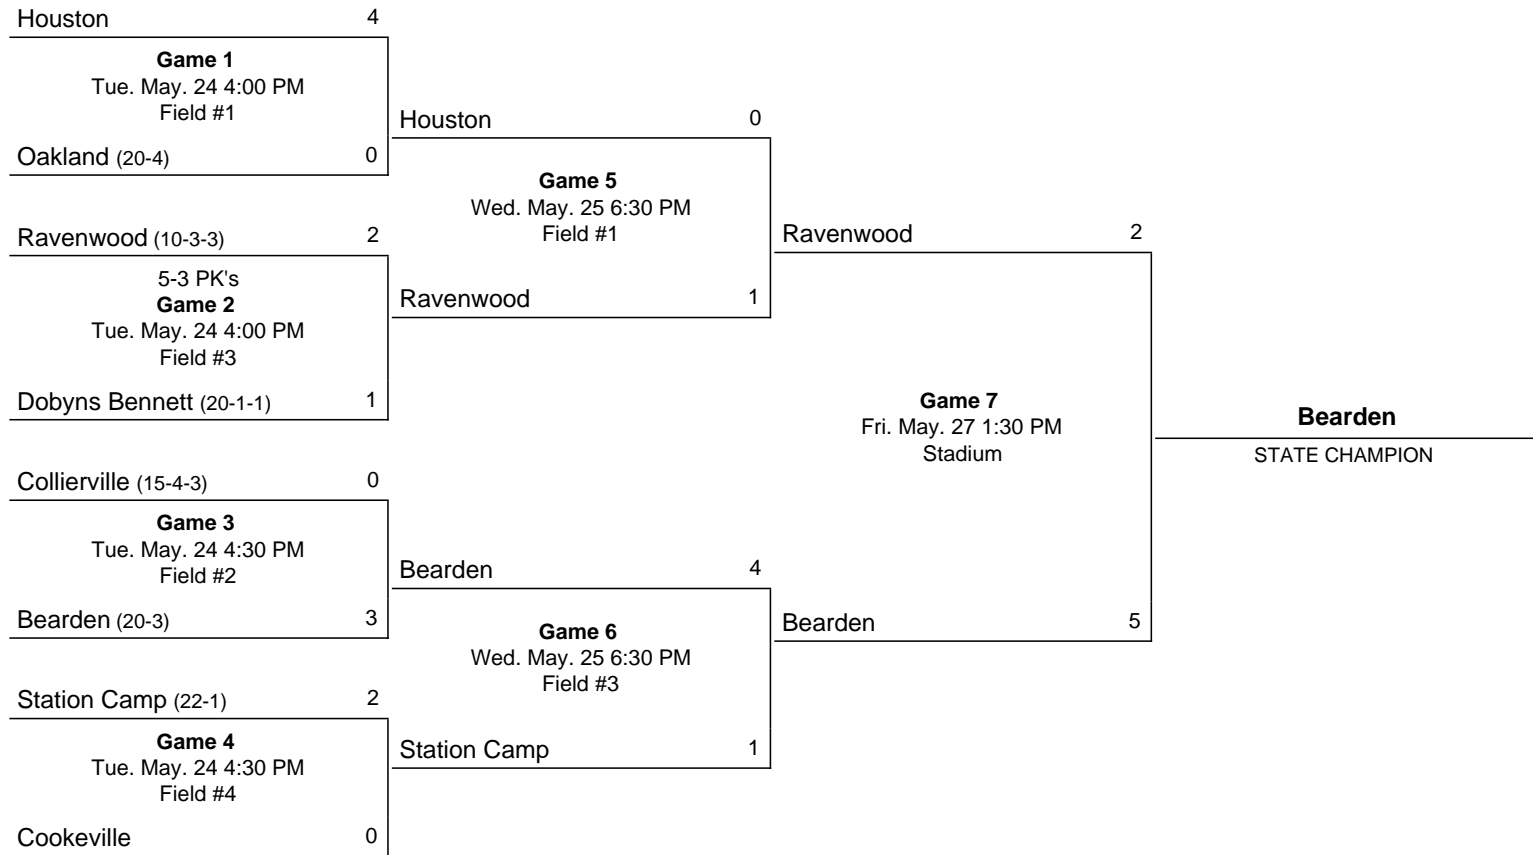 Houston 4
Game 1
Tue. May. 24 4:00 PM
Field #1
Oakland (20-4) 0
Ravenwood (10-3-3) 2
5-3 PK's
Game 2
Tue. May. 24 4:00 PM
Field #3
Dobyns Bennett (20-1-1) 1
Collierville (15-4-3) 0
Game 3
Tue. May. 24 4:30 PM
Field #2
Bearden (20-3) 3
Station Camp (22-1) 2
Game 4
Tue. May. 24 4:30 PM
Field #4
Cookeville 0
Houston 0
Game 5
Wed. May. 25 6:30 PM
Field #1
Ravenwood 1
Bearden 4
Game 6
Wed. May. 25 6:30 PM
Field #3
Station Camp 1
Ravenwood 2
Game 7
Fri. May. 27 1:30 PM
Stadium
Bearden 5
Bearden
STATE CHAMPION